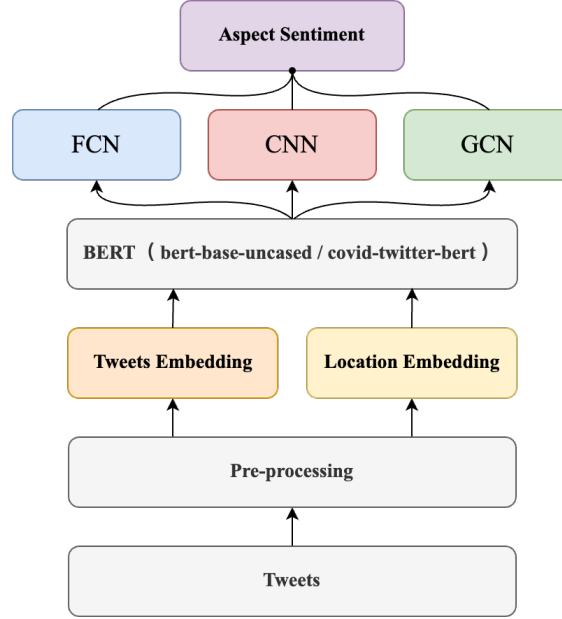 Aspect Sentiment
FCN
CNN
GCN
BERT ( bert-base-uncased / covid-twitter-bert )
Tweets Embedding
Location Embedding
Pre-processing
Tweets